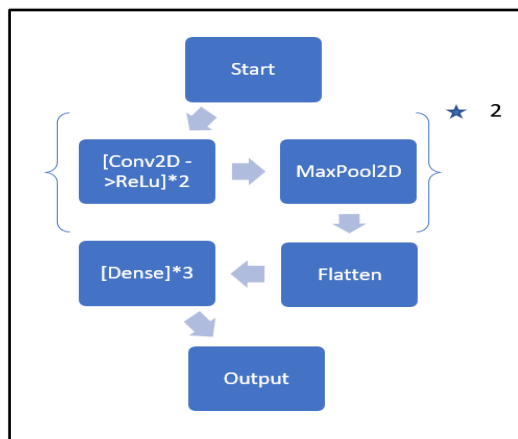 Start
★ 2
[Conv2D -
>ReLu]*2
MaxPool2D
[Dense]*3
Flatten
Output